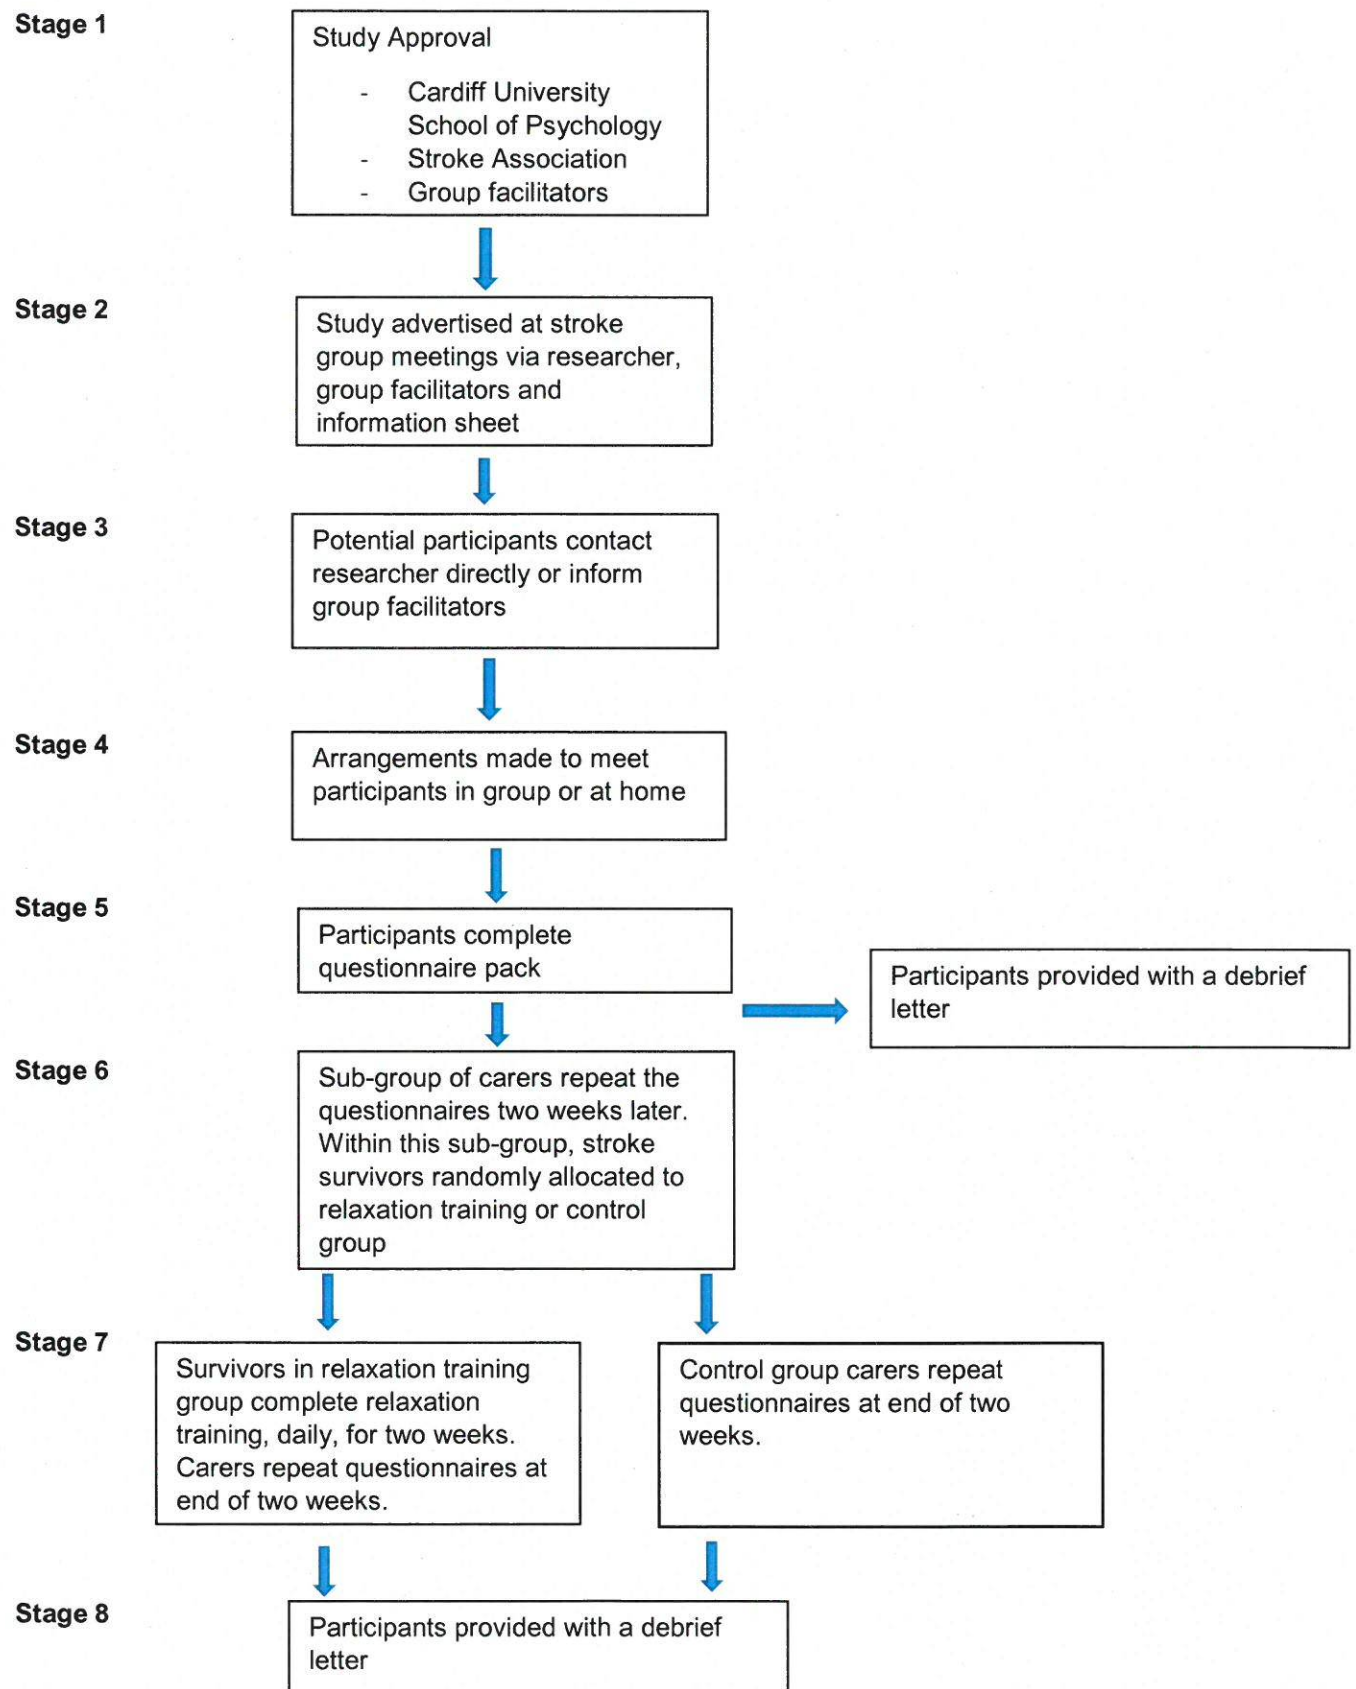 Stage 1
Study Approval
- Cardiff University
School of Psychology
- Stroke Association
- Group facilitators
Stage 2
Study advertised at stroke
group meetings via researcher,
group facilitators and
information sheet
Stage 3
Potential participants contact
researcher directly or inform
group facilitators
Stage 4
Arrangements made to meet
participants in group or at home
Stage 5
Participants complete
questionnaire pack
Participants provided with a debrief
letter
Stage 6
Sub-group of carers repeat the
questionnaires two weeks later.
Within this sub-group, stroke
survivors randomly allocated to
relaxation training or control
group
Stage 7
Survivors in relaxation training
group complete relaxation
training, daily, for two weeks.
Carers repeat questionnaires at
end of two weeks.
Control group carers repeat
questionnaires at end of two
weeks.
Stage 8
Participants provided with a debrief
letter